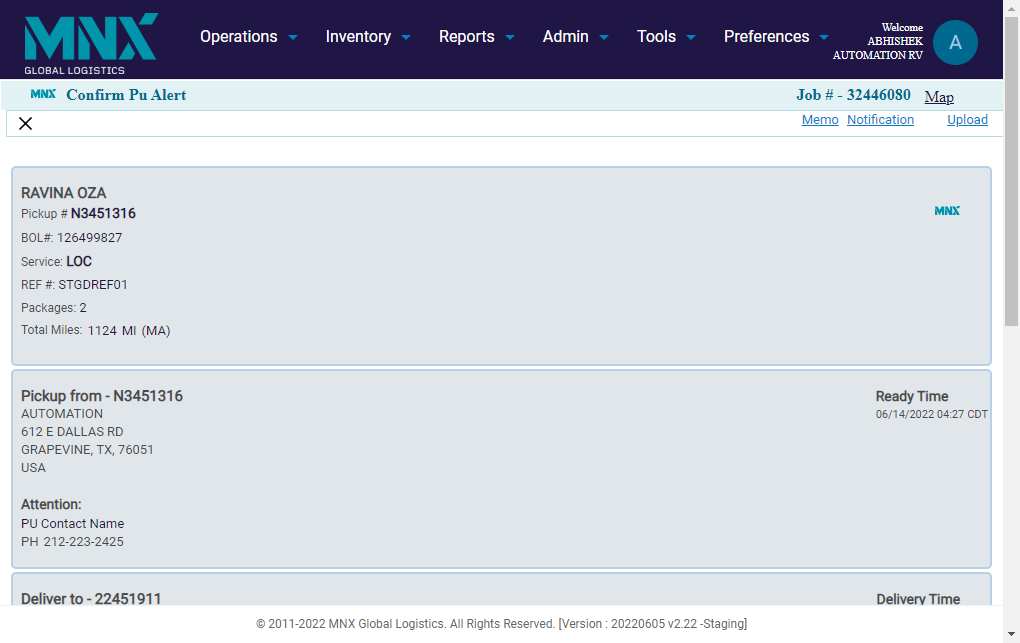 MNX
GLOBAL LOGISTICS
Operations Inventory Reports Admin Tools Preferences
Welcome
ABHISHEK
AUTOMATION RV
A
MNX Confirm Pu Alert Job # - 32446080 Map
Memo Notification Upload
RAVINA OZA
Pickup # N3451316
MNX
BOL#: 126499827
Service: LOC
REF #: STGDREF01
Packages: 2
Total Miles: 1124 MI (MA)
Pickup from - N3451316 Ready Time
AUTOMATION 06/14/2022 04:27 CDT
612 E DALLAS RD
GRAPEVINE, TX, 76051
USA
Attention:
PU Contact Name
PH 212-223-2425
Deliver to - 22451911 Delivery Time
© 2011-2022 MNX Global Logistics. All Rights Reserved. [Version : 20220605 v2.22 -Staging]